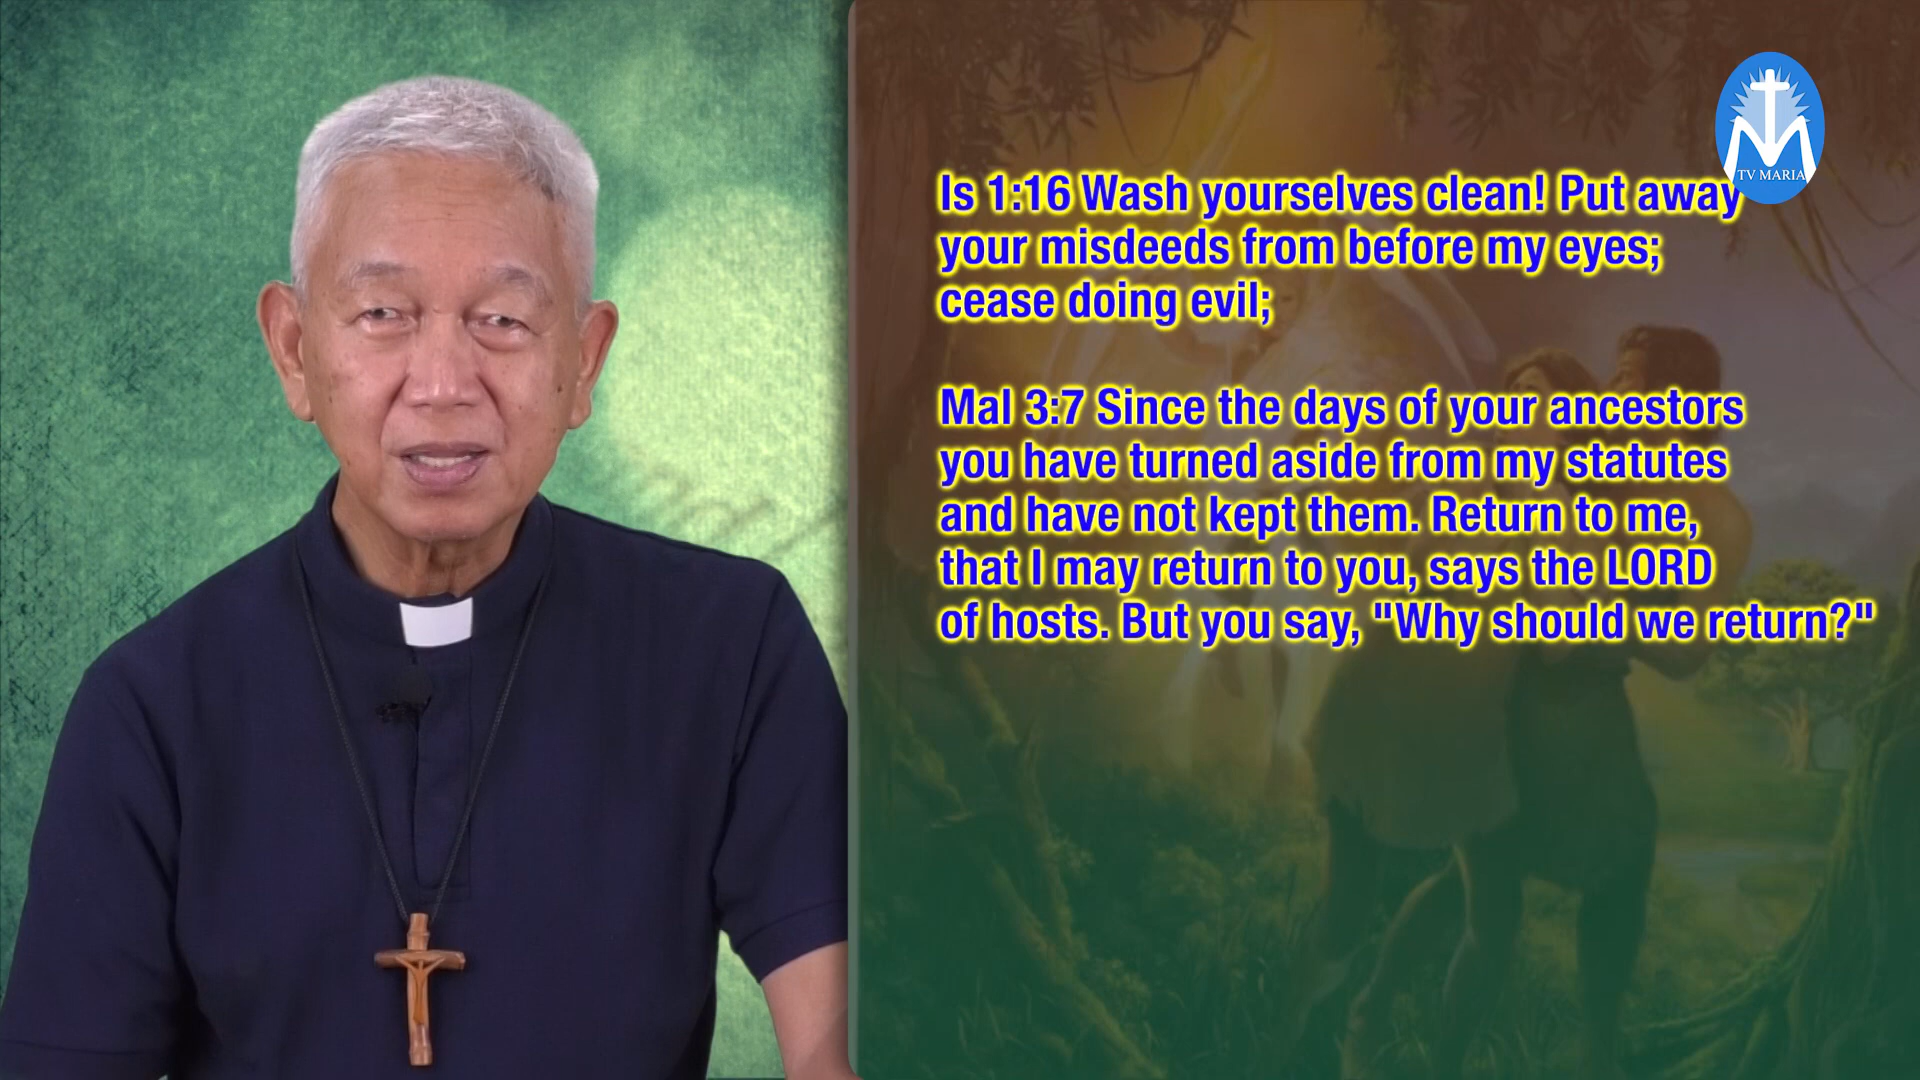 TV MARIA
Is 1:16 Wash yourselves clean! Put away
your misdeeds from before my eyes;
cease doing evil;
Mal 3:7 Since the days of your ancestors
you have turned aside from my statutes
and have not kept them. Return to me,
that I may return to you, says the LORD
of hosts. But you say, "Why should we return?"